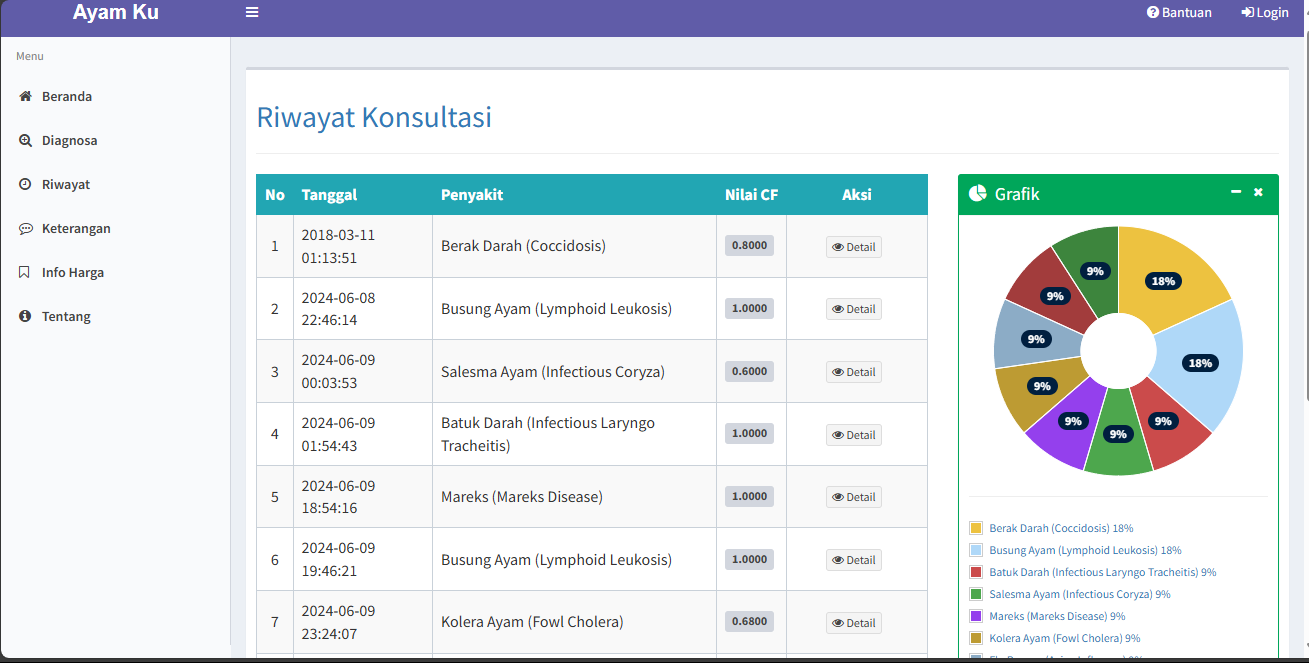 Ayam Ku
Bantuan
Login
Menu
Beranda
Diagnosa
Riwayat
Keterangan
Info Harga
Tentang
Riwayat Konsultasi
No Tanggal Penyakit Nilai CF Aksi
1 2018-03-11 01:13:51 Berak Darah (Coccidosis) 0.8000 Detail
2 2024-06-08 22:46:14 Busung Ayam (Lymphoid Leukosis) 1.0000 Detail
3 2024-06-09 00:03:53 Salesma Ayam (Infectious Coryza) 0.6000 Detail
4 2024-06-09 01:54:43 Batuk Darah (Infectious Laryngo Tracheitis) 1.0000 Detail
5 2024-06-09 18:54:16 Mareks (Mareks Disease) 1.0000 Detail
6 2024-06-09 19:46:21 Busung Ayam (Lymphoid Leukosis) 1.0000 Detail
7 2024-06-09 23:24:07 Kolera Ayam (Fowl Cholera) 0.6800 Detail
Grafik
18%
18%
9%
9%
9%
9%
9%
9%
9%
Berak Darah (Coccidosis) 18%
Busung Ayam (Lymphoid Leukosis) 18%
Batuk Darah (Infectious Laryngo Tracheitis) 9%
Salesma Ayam (Infectious Coryza) 9%
Mareks (Mareks Disease) 9%
Kolera Ayam (Fowl Cholera) 9%